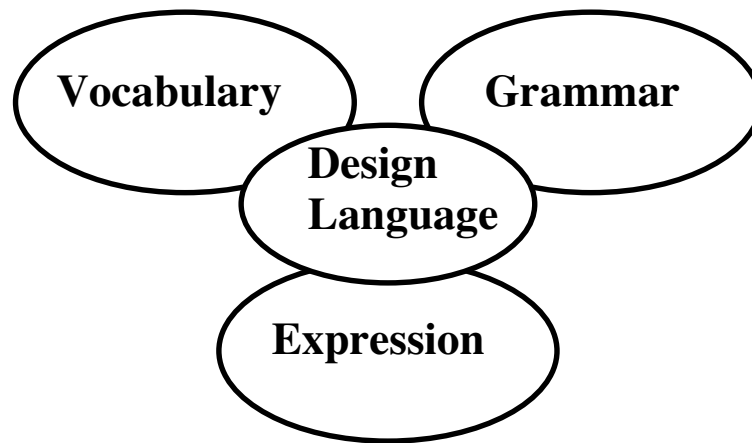 Vocabulary
Grammar
Design
Language
Expression